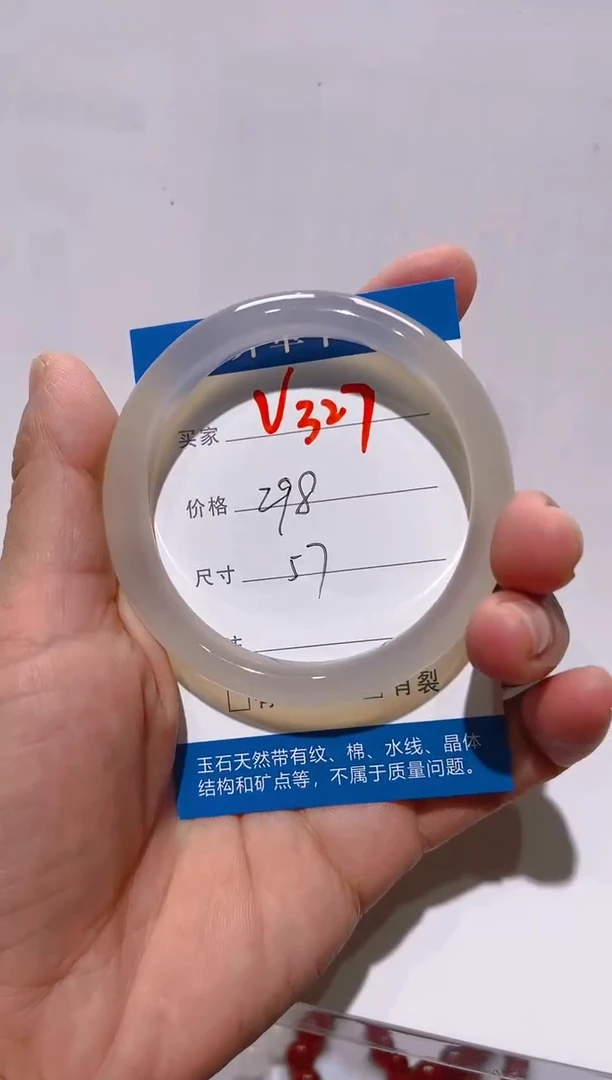 买家 V327
价格 298
尺寸 57
有裂
玉石天然带有纹、棉、水线、晶体
结构和矿点等，不属于质量问题。